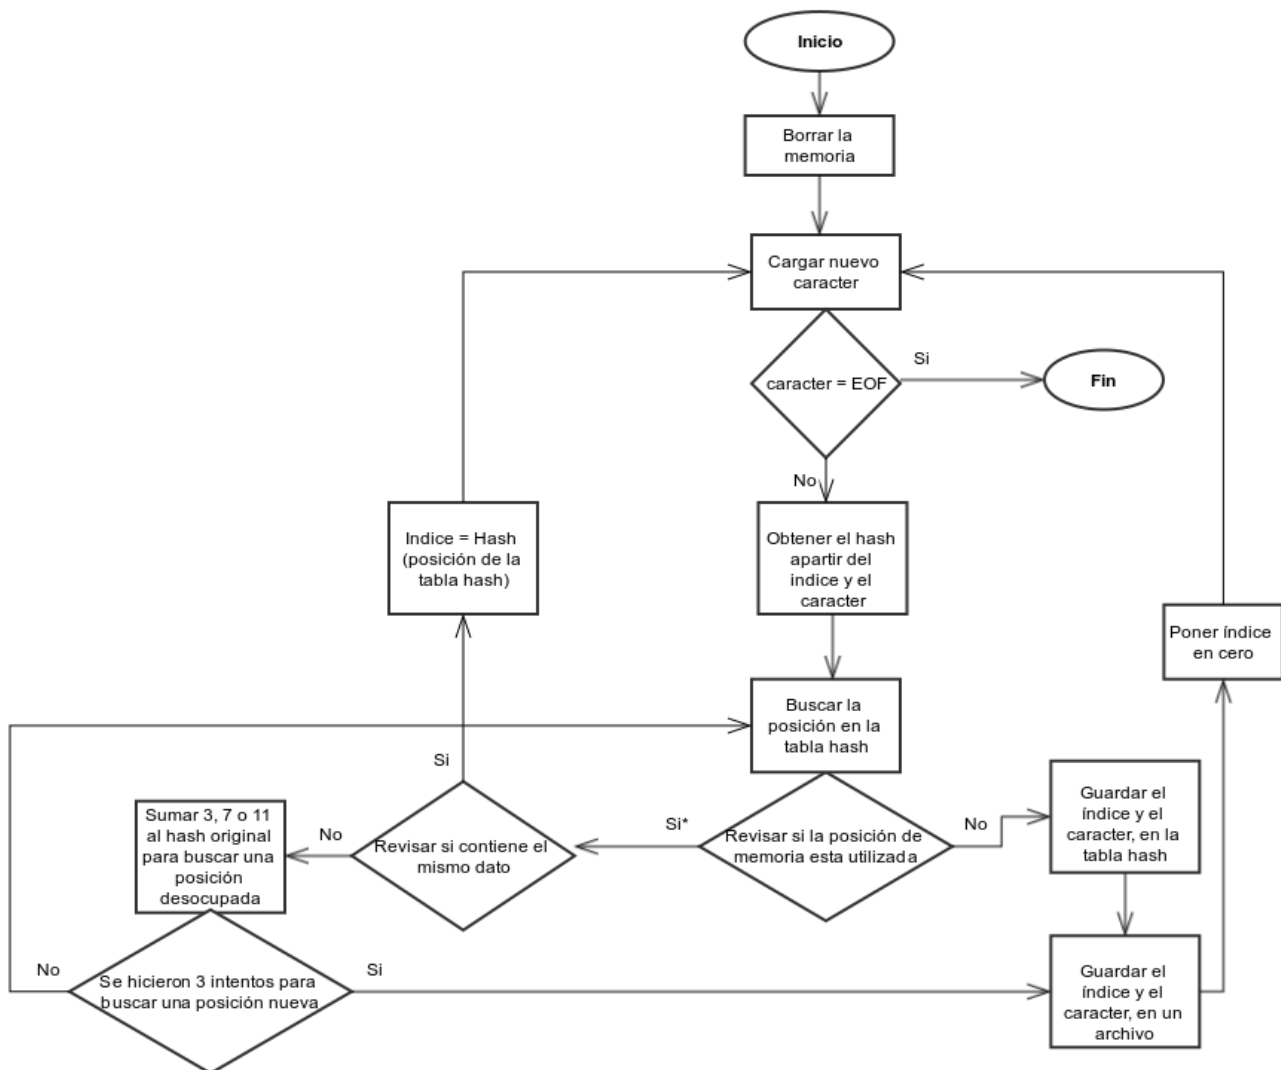 Inicio
Borrar la
memoria
Cargar nuevo
caracter
caracter = EOF
Si
Fin
No
Indice = Hash
(posición de la
tabla hash)
Obtener el hash
apartir del
indice y el
caracter
Poner índice
en cero
Buscar la
posición en la
tabla hash
Si
Sumar 3, 7 o 11
al hash original
para buscar una
posición
desocupada
No
Revisar si contiene el
mismo dato
Si*
Revisar si la posición de
memoria esta utilizada
No
Guardar el
índice y el
caracter, en la
tabla hash
No
Se hicieron 3 intentos para
buscar una posición nueva
Si
Guardar el
índice y el
caracter, en un
archivo